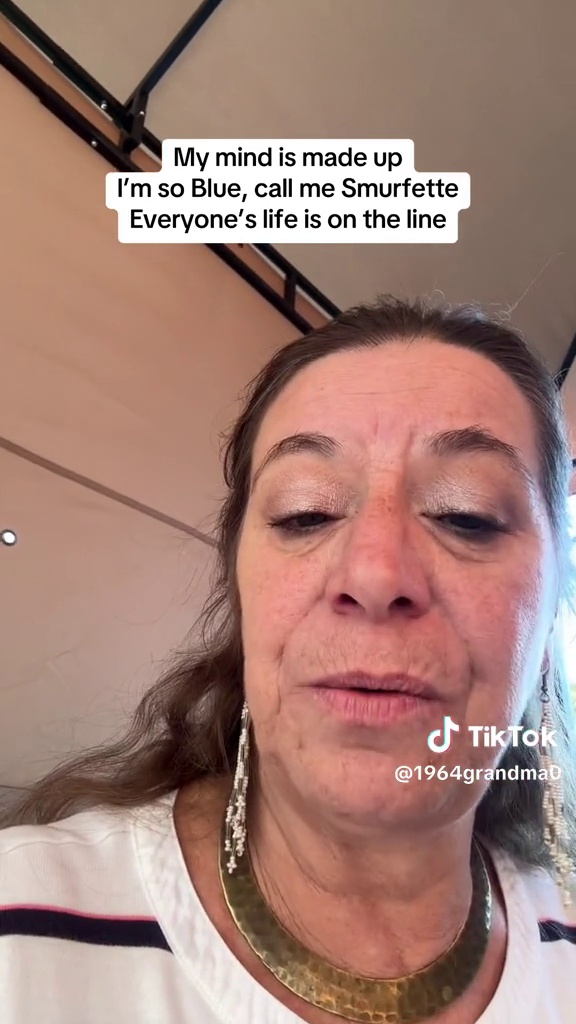 My mind is made up
I’m so Blue, call me Smurfette
Everyone’s life is on the line
TikTok
@1964grandma0